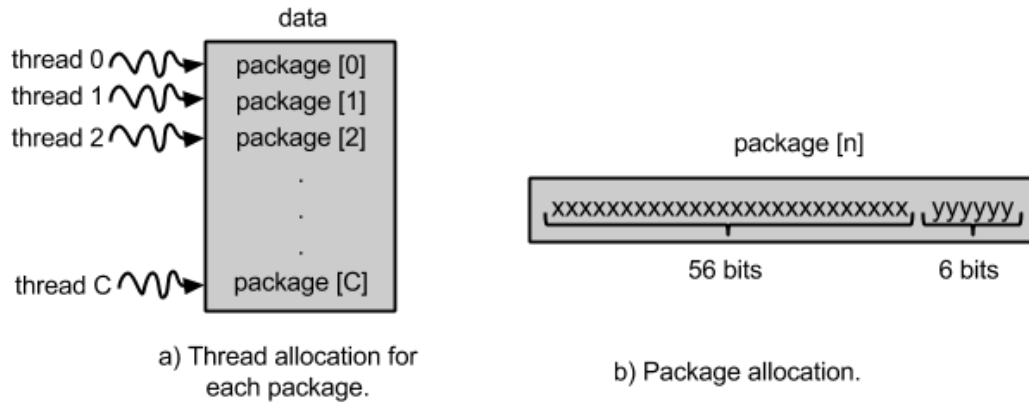 data
thread 0
package [0]
thread 1
package [1]
thread 2
package [2]
.
.
.
thread C
package [C]
a) Thread allocation for
each package.
package [n]
xxxxxxxxxxxxxxxxxxxxxxxxxx yyyyyy
56 bits
6 bits
b) Package allocation.